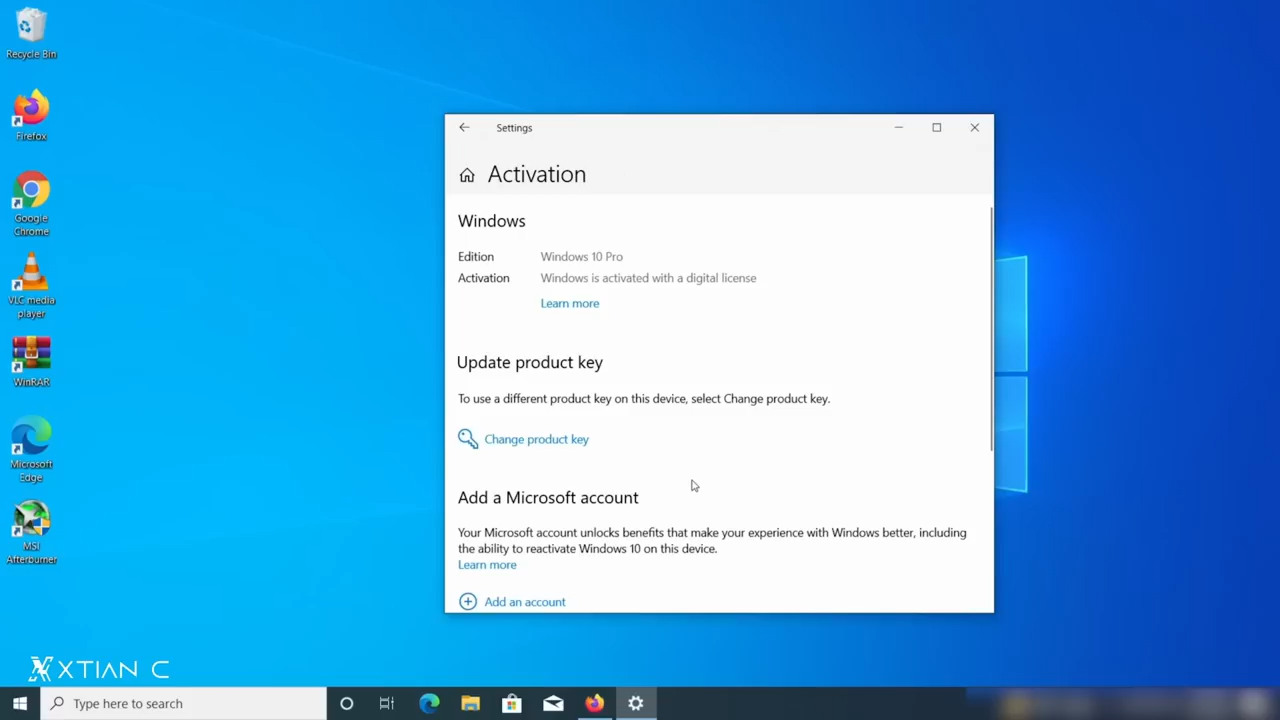 Recycle Bin
Firefox
Google
Chrome
VLC media
player
WinRAR
Microsoft
Edge
MSI
Afterburner
Settings
Activation
Windows
Edition Windows 10 Pro
Activation Windows is activated with a digital license
Learn more
Update product key
To use a different product key on this device, select Change product key.
Change product key
Add a Microsoft account
Your Microsoft account unlocks benefits that make your experience with Windows better, including
the ability to reactivate Windows 10 on this device.
Learn more
Add an account
XTIAN C
Type here to search